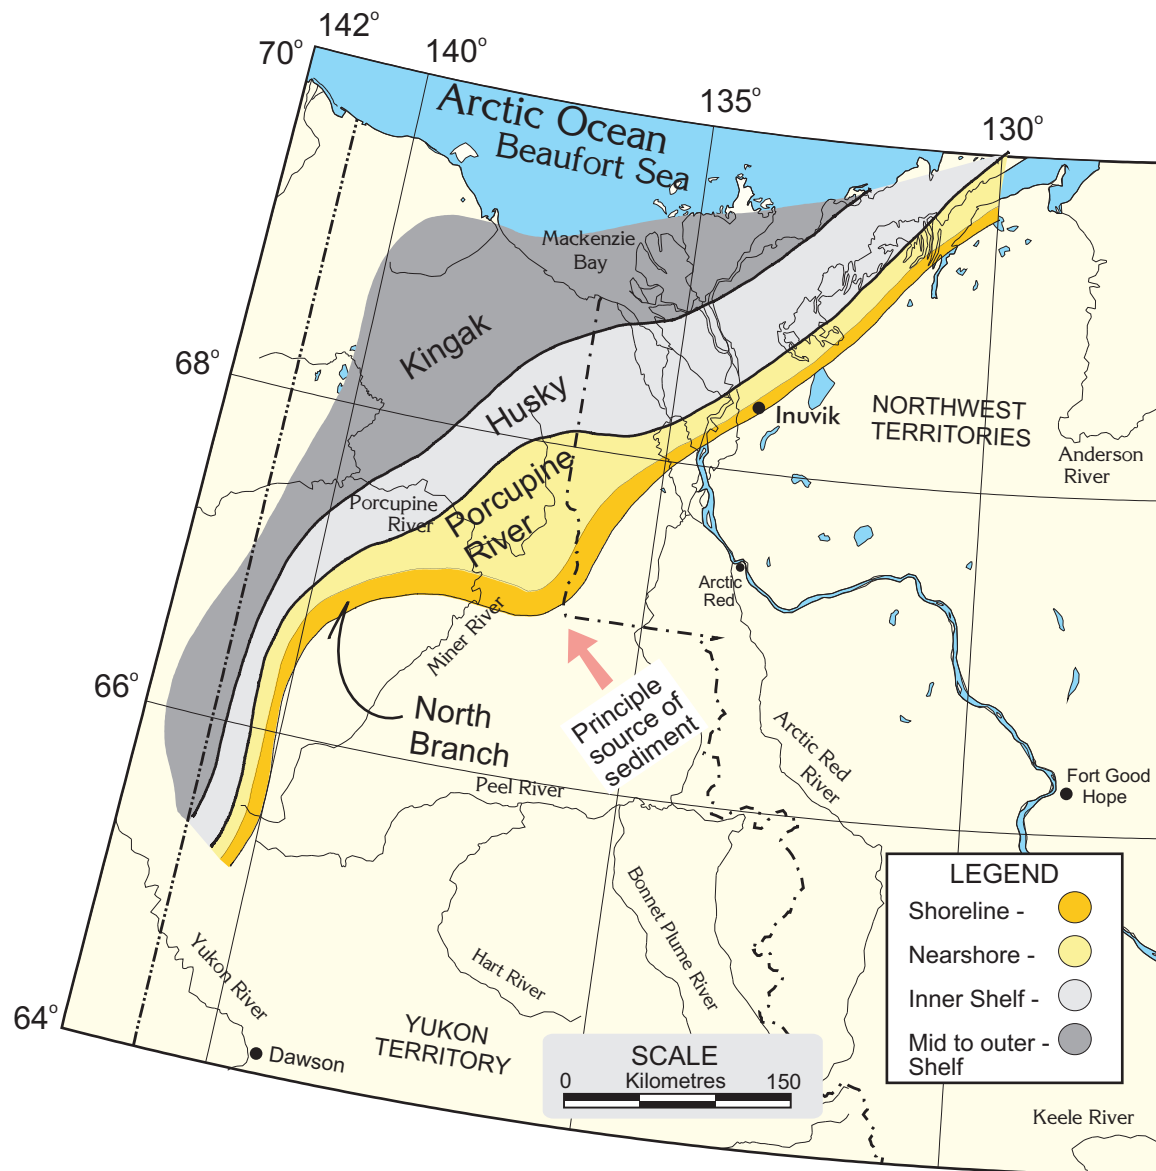 142°
70°
140°
135°
130°
Arctic Ocean
Beaufort Sea
Mackenzie
Bay
Kingak
68°
Husky
Inuvik
NORTHWEST
TERRITORIES
Anderson
River
Porcupine
River
Porcupine
River
Arctic
Red
Miner River
66°
North
Branch
Principle
source of
sediment
Arctic Red
River
Peel River
Fort Good
Hope
Bonnet Plume River
Hart River
Yukon River
64°
YUKON
TERRITORY
Dawson
LEGEND
Shoreline -
Nearshore -
Inner Shelf -
Mid to outer -
Shelf
SCALE
0 Kilometres 150
Keele River